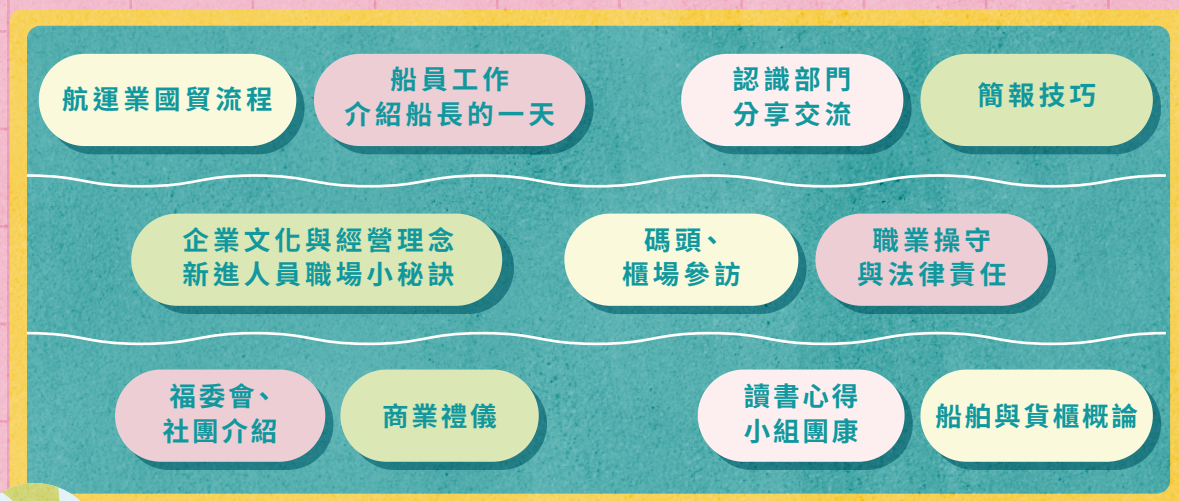 航運業國貿流程
船員工作
介紹船長的一天
認識部門
分享交流
簡報技巧
企業文化與經營理念
新進人員職場小秘訣
碼頭、
櫃場參訪
職業操守
與法律責任
福委會、
社團介紹
商業禮儀
讀書心得
小組團康
船舶與貨櫃概論